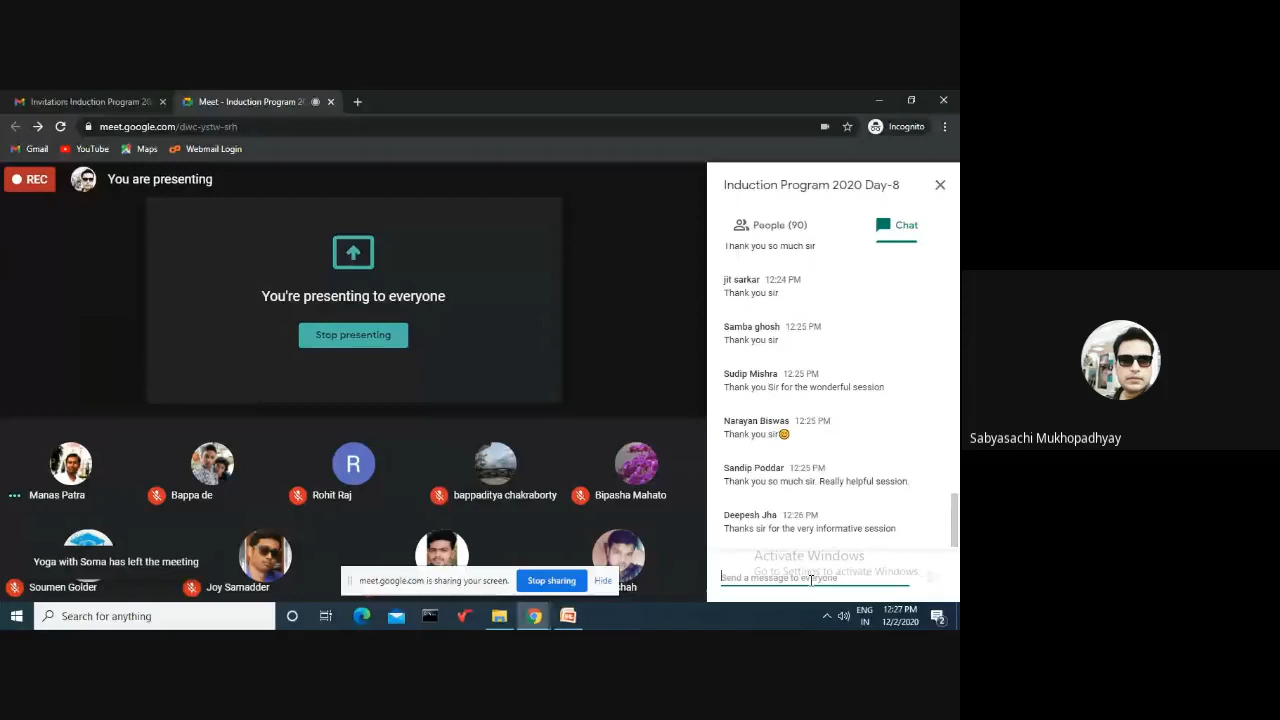 Invitation: Induction Program 20
Meet - Induction Program 20
meet.google.com/dwc-ystw-srh
Incognito
Gmail
YouTube
Maps
Webmail Login
REC
You are presenting
You're presenting to everyone
Stop presenting
Induction Program 2020 Day-8
People (90)
Chat
Thank you so much sir
jit sarkar 12:24 PM
Thank you sir
Samba ghosh 12:25 PM
Thank you sir
Sudip Mishra 12:25 PM
Thank you Sir for the wonderful session
Narayan Biswas 12:25 PM
Thank you sir😊
Sandip Poddar 12:25 PM
Thank you so much sir. Really helpful session.
Deepesh Jha 12:26 PM
Thanks sir for the very informative session
Activate Windows
Go to Settings to activate Windows.
Send a message to everyone
Manas Patra
Bappa de
R
Rohit Raj
bappaditya chakraborty
Bipasha Mahato
Yoga with Soma has left the meeting
Soumen Golder
Joy Samadder
meet.google.com is sharing your screen.
Stop sharing
Hide
Search for anything
ENG
IN
12:27 PM
12/2/2020
2
Sabyasachi Mukhopadhyay